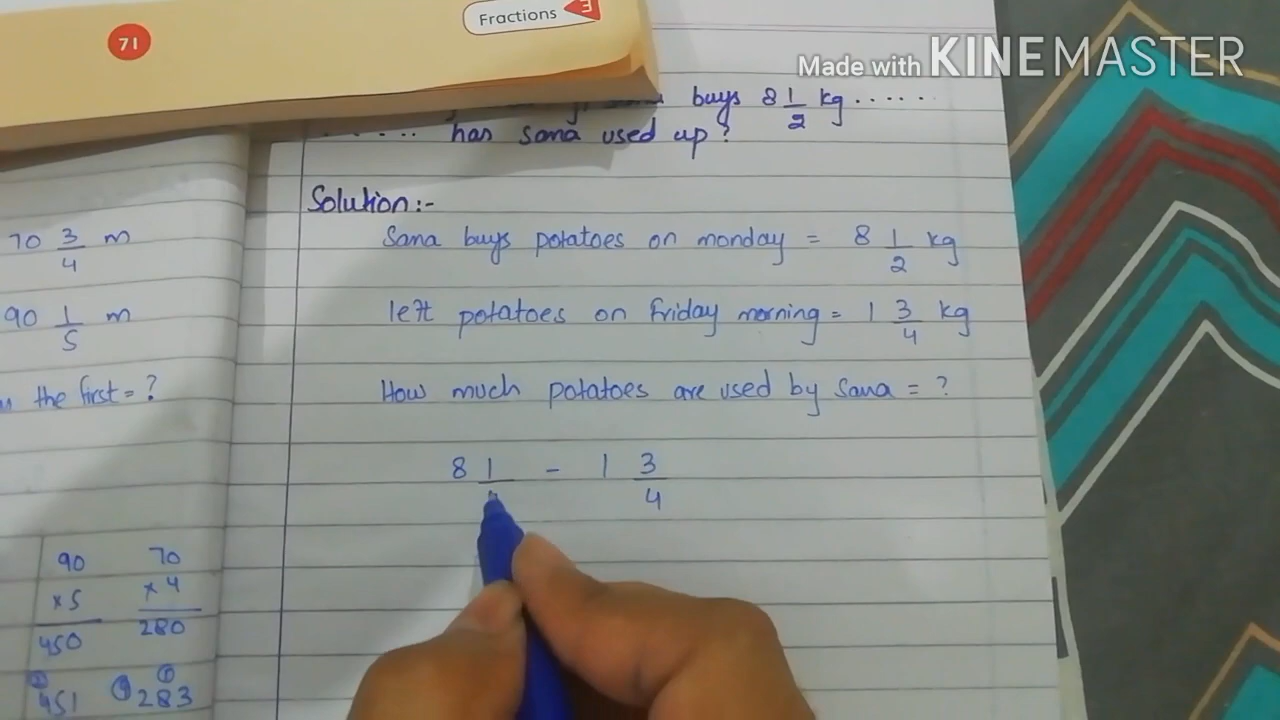 71
Fractions 3
Made with KINEMASTER
buys 8 1/2 kg ......
...... has sana used up?
Solution:-
Sana buys potatoes on monday = 8 1/2 kg
left potatoes on Friday morning = 1 3/4 kg
How much potatoes are used by Sana = ?
8 1 - 1 3/4
70 3/4 m
90 1/5 m
the first = ?
90 70
×5 ×4
450 280
451 283